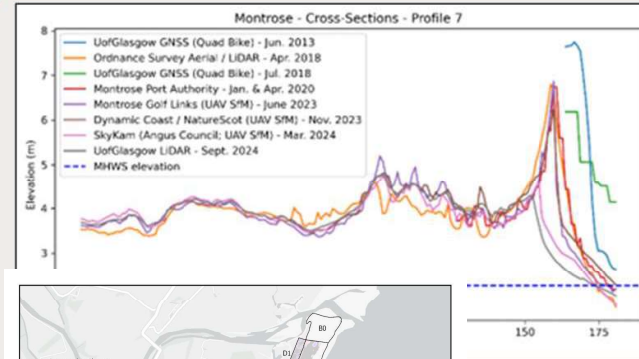 Montrose - Cross-Sections - Profile 7
8
7
6
5
4
3
Elevation (m)
UofGlasgow GNSS (Quad Bike) - Jun. 2013
Ordnance Survey Aerial / LiDAR - Apr. 2018
UofGlasgow GNSS (Quad Bike) - Jul. 2018
Montrose Port Authority - Jan. & Apr. 2020
Montrose Golf Links (UAV SfM) - June 2023
Dynamic Coast / NatureScot (UAV SfM) - Nov. 2023
SkyKam (Angus Council; UAV SfM) - Mar. 2024
UofGlasgow LiDAR - Sept. 2024
MHWS elevation
150 175
B0
D1